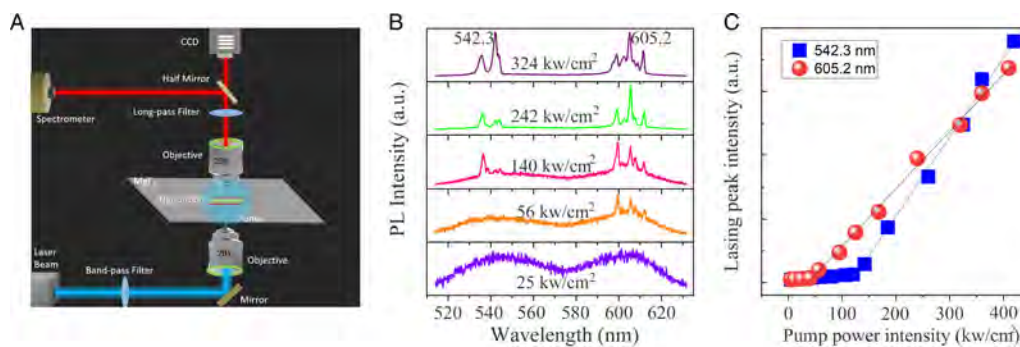 A
CCD
Half Mirror
Spectrometer
Long-pass Filter
Objective
20X
Objective
20X
Laser
Beam
Band-pass Filter
Mirror
B
542.3
605.2
324 kw/cm²
242 kw/cm²
140 kw/cm²
56 kw/cm²
25 kw/cm²
PL Intensity (a.u.)
520 540 560 580 600 620
Wavelength (nm)
C
542.3 nm
605.2 nm
Lasing peak intensity (a.u.)
0 100 200 300 400
Pump power intensity (kw/cm²)